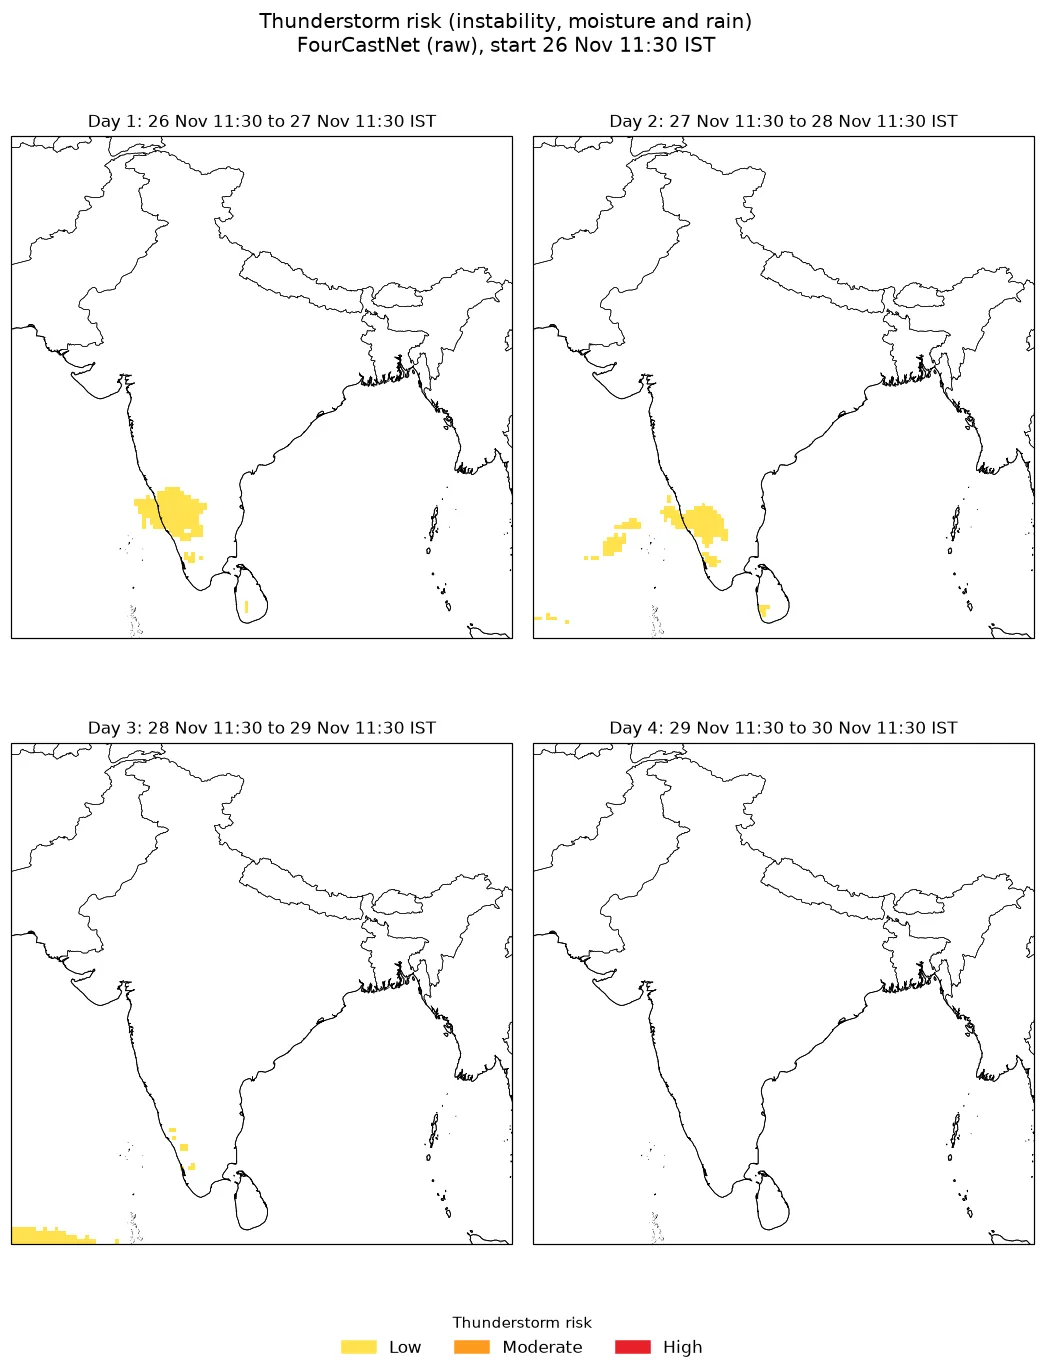 Thunderstorm risk (instability, moisture and rain)
FourCastNet (raw), start 26 Nov 11:30 IST
Day 1: 26 Nov 11:30 to 27 Nov 11:30 IST
Day 2: 27 Nov 11:30 to 28 Nov 11:30 IST
Day 3: 28 Nov 11:30 to 29 Nov 11:30 IST
Day 4: 29 Nov 11:30 to 30 Nov 11:30 IST
Thunderstorm risk
Low
Moderate
High